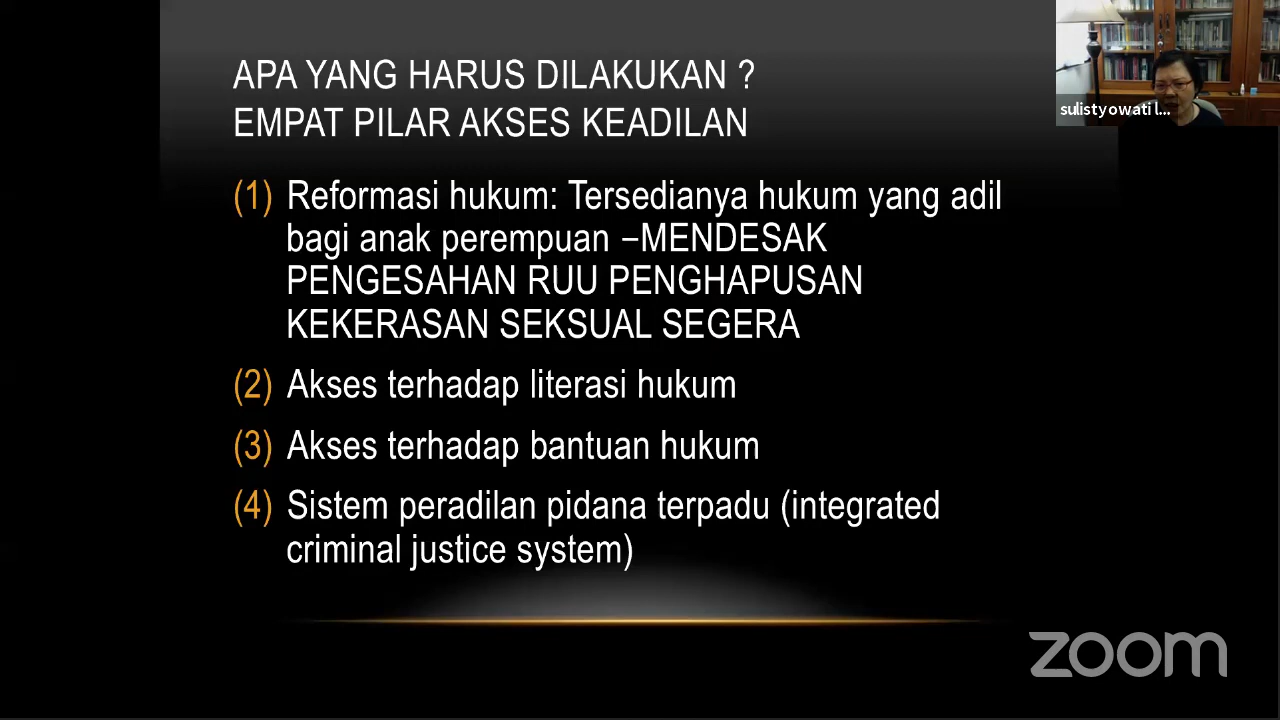 APA YANG HARUS DILAKUKAN ?
EMPAT PILAR AKSES KEADILAN
(1) Reformasi hukum: Tersedianya hukum yang adil
bagi anak perempuan –MENDESAK
PENGESAHAN RUU PENGHAPUSAN
KEKERASAN SEKSUAL SEGERA
(2) Akses terhadap literasi hukum
(3) Akses terhadap bantuan hukum
(4) Sistem peradilan pidana terpadu (integrated
criminal justice system)
sulistyowati l...
zoom